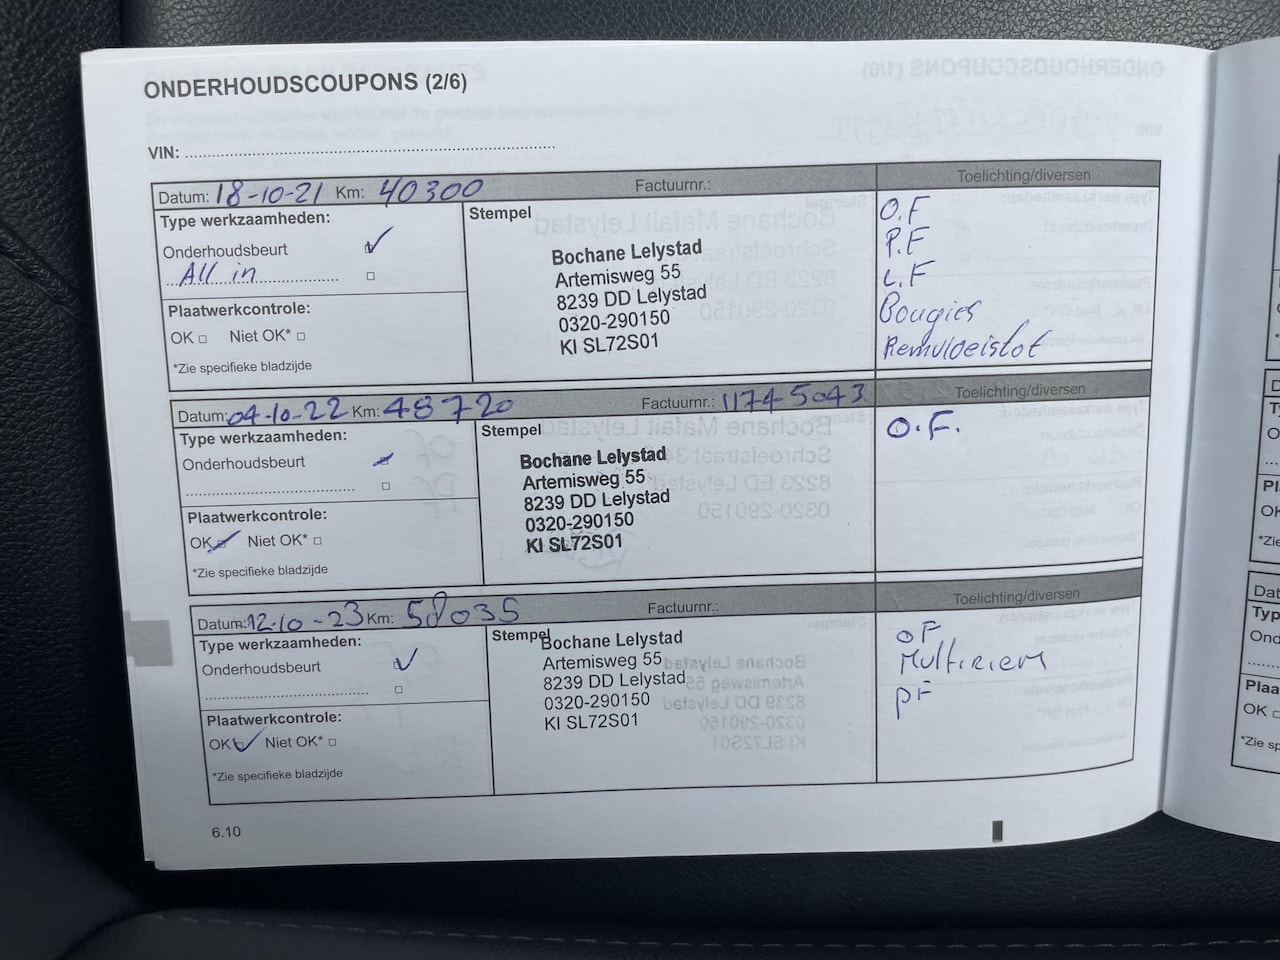 ONDERHOUDSCOUPONS (2/6)
VIN:
Datum: 18-10-21 Km: 40300 Factuurnr.: Toelichting/diversen
Type werkzaamheden:
Onderhoudsbeurt
All in
Plaatwerkcontrole:
OK Niet OK*
*Zie specifieke bladzijde
Stempel
Bochane Lelystad
Artemisweg 55
8239 DD Lelystad
0320-290150
KI SL72S01
O.F
P.F
L.F
Bougies
Remvloeistof
Datum: 04-10-22 Km: 48720 Factuurnr.: 11745043 Toelichting/diversen
Type werkzaamheden:
Onderhoudsbeurt
Plaatwerkcontrole:
OK Niet OK*
*Zie specifieke bladzijde
Stempel
Bochane Lelystad
Artemisweg 55
8239 DD Lelystad
0320-290150
KI SL72S01
O.F.
Datum: 12-10-23 Km: 58035 Factuurnr.: Toelichting/diversen
Type werkzaamheden:
Onderhoudsbeurt
Plaatwerkcontrole:
OK Niet OK*
*Zie specifieke bladzijde
Stempel
Bochane Lelystad
Artemisweg 55
8239 DD Lelystad
0320-290150
KI SL72S01
OF
Multiriem
PF
6.10